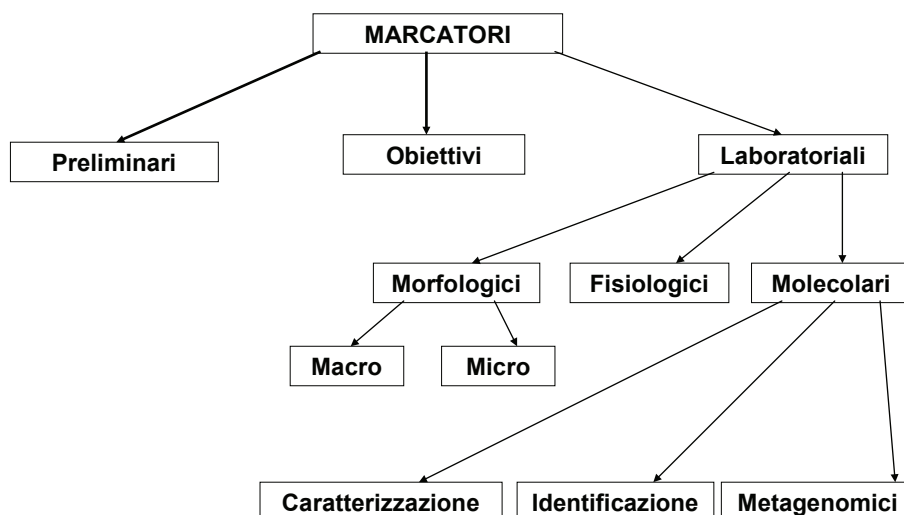 MARCATORI
Preliminari
Obiettivi
Laboratoriali
Morfologici
Fisiologici
Molecolari
Macro
Micro
Caratterizzazione
Identificazione
Metagenomici